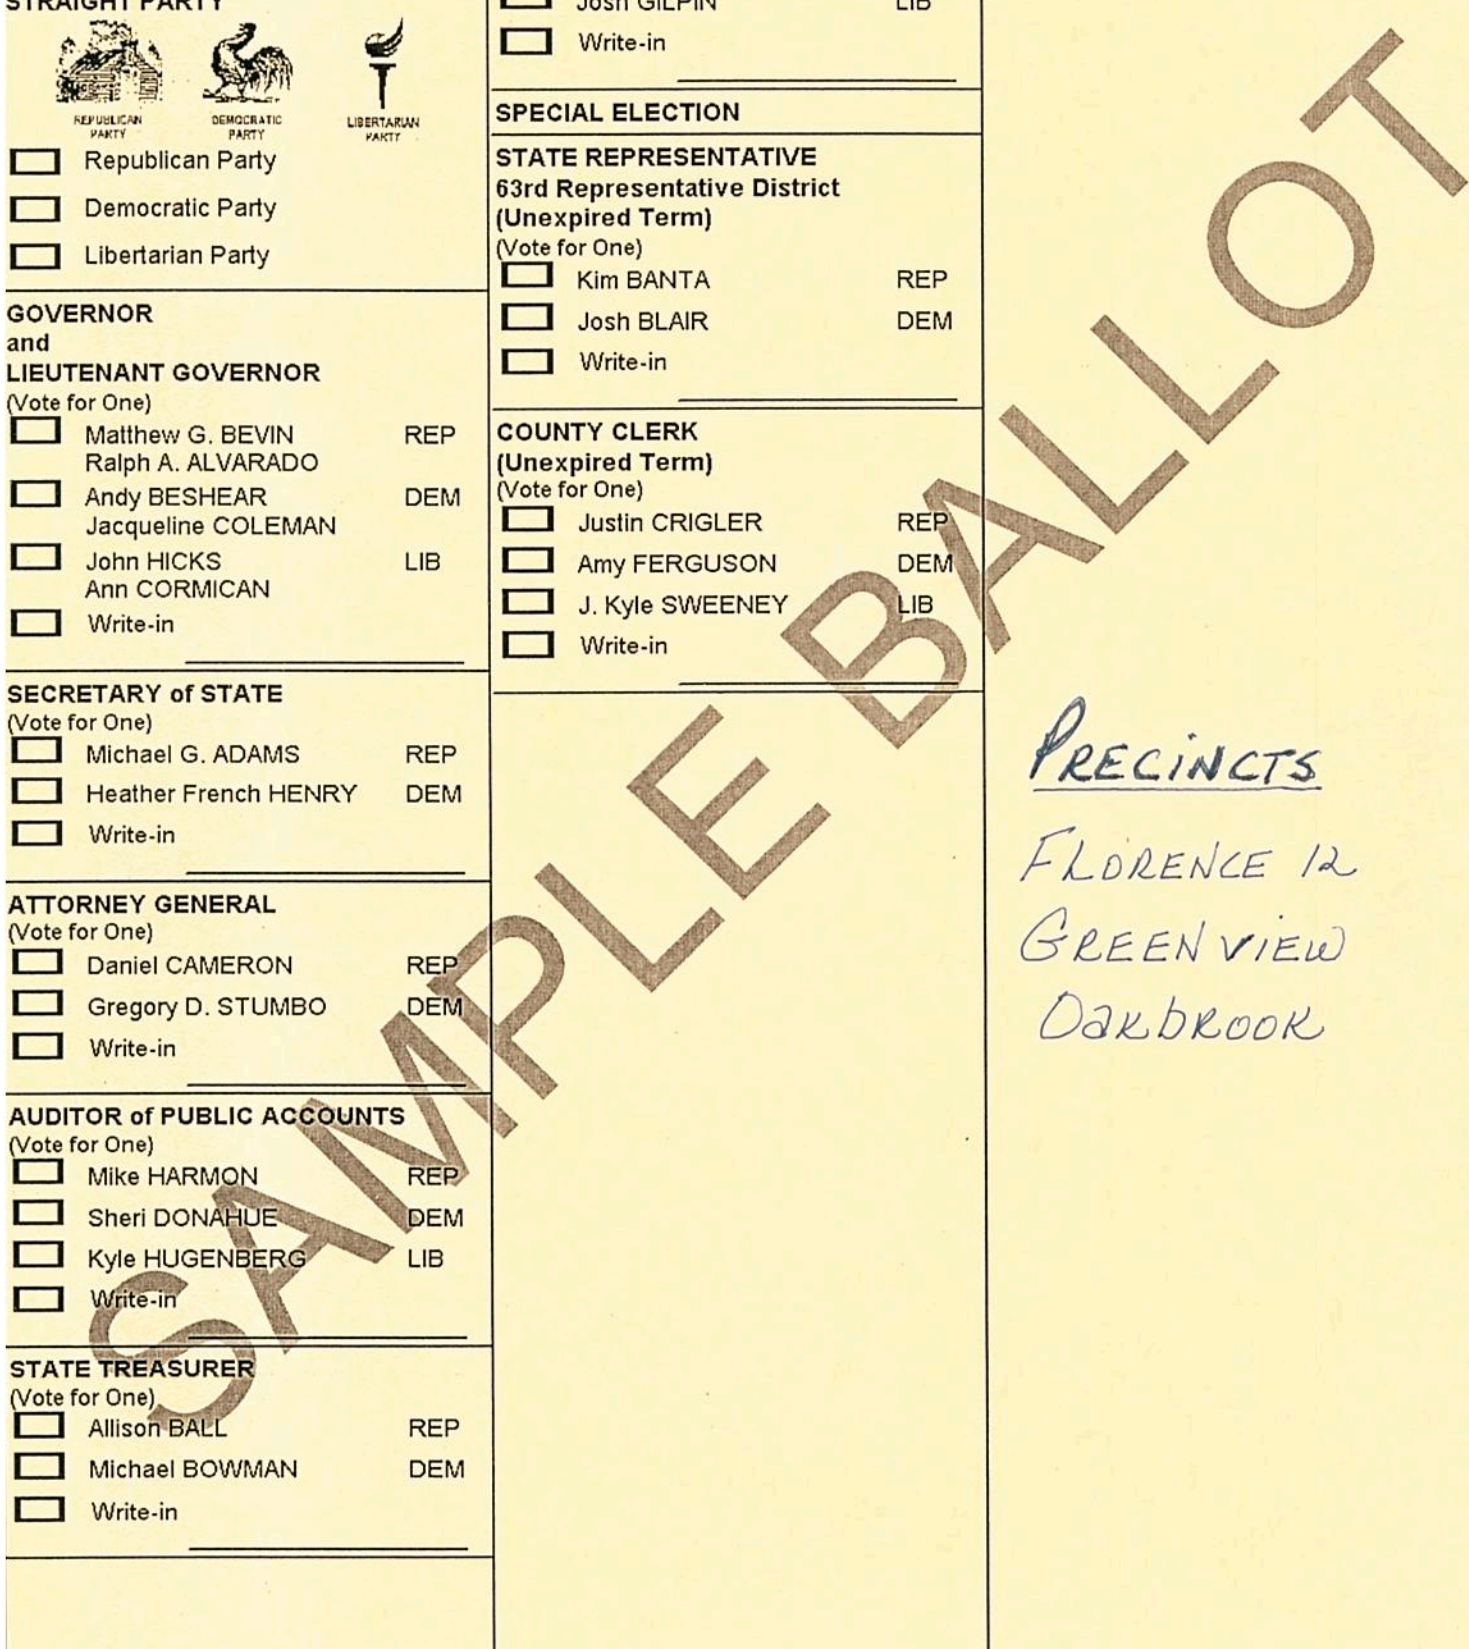 STRAIGHT PARTY
REPUBLICAN PARTY
DEMOCRATIC PARTY
LIBERTARIAN PARTY
Republican Party
Democratic Party
Libertarian Party
GOVERNOR
and
LIEUTENANT GOVERNOR
(Vote for One)
Matthew G. BEVIN REP
Ralph A. ALVARADO
Andy BESHEAR DEM
Jacqueline COLEMAN
John HICKS LIB
Ann CORMICAN
Write-in
SECRETARY of STATE
(Vote for One)
Michael G. ADAMS REP
Heather French HENRY DEM
Write-in
ATTORNEY GENERAL
(Vote for One)
Daniel CAMERON REP
Gregory D. STUMBO DEM
Write-in
AUDITOR of PUBLIC ACCOUNTS
(Vote for One)
Mike HARMON REP
Sheri DONAHUE DEM
Kyle HUGENBERG LIB
Write-in
STATE TREASURER
(Vote for One)
Allison BALL REP
Michael BOWMAN DEM
Write-in
Josh GILPIN LIB
Write-in
SPECIAL ELECTION
STATE REPRESENTATIVE
63rd Representative District
(Unexpired Term)
(Vote for One)
Kim BANTA REP
Josh BLAIR DEM
Write-in
COUNTY CLERK
(Unexpired Term)
(Vote for One)
Justin CRIGLER REP
Amy FERGUSON DEM
J. Kyle SWEENEY LIB
Write-in
SAMPLE BALLOT
PRECINCTS
FLORENCE 12
GREENVIEW
OaKbROOK